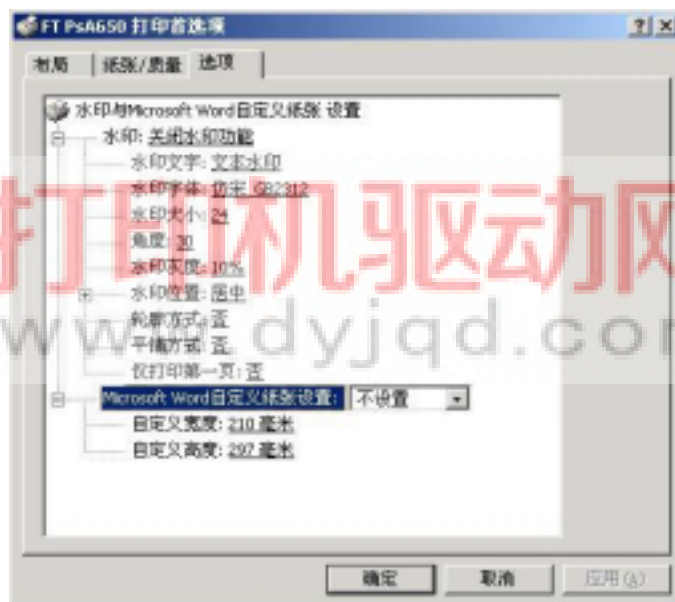 FT PsA650 打印首选项
布局 纸张/质量 选项
水印与Microsoft Word自定义纸张 设置
水印: 关闭水印功能
水印文字: 文本水印
水印字体: 仿宋_GB2312
水印大小: 24
角度: 30
水印灰度: 10%
水印位置: 居中
轮廓方式: 否
平铺方式: 否
仅打印第一页: 否
Microsoft Word自定义纸张设置: 不设置
自定义宽度: 210 毫米
自定义高度: 297 毫米
打印机驱动网
www.dyjqd.com
确定 取消 应用(A)